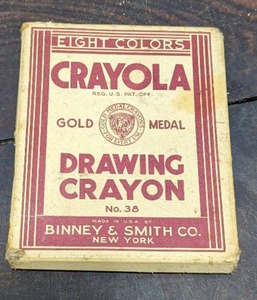 EIGHT COLORS
CRAYOLA
REG. U.S. PAT. OFF.
GOLD MEDAL
DRAWING
CRAYON
No. 38
MADE IN U.S.A. BY
BINNEY & SMITH CO.
NEW YORK